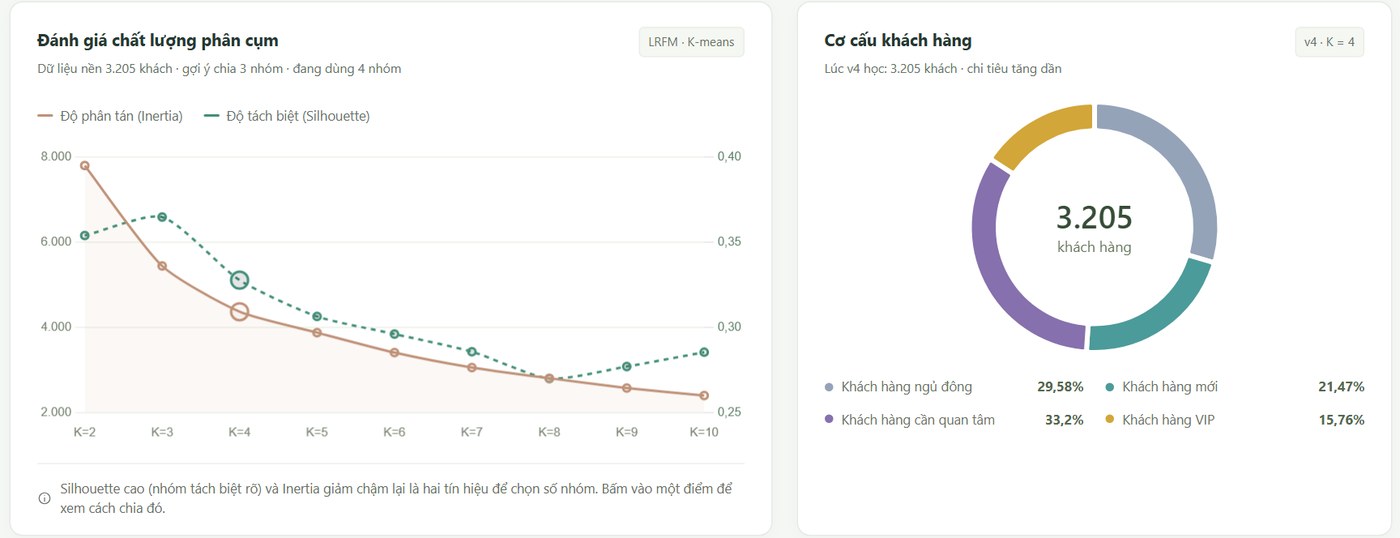 Đánh giá chất lượng phân cụm
LRFM · K-means
Dữ liệu nền 3.205 khách · gợi ý chia 3 nhóm · đang dùng 4 nhóm
Độ phân tán (Inertia)
Độ tách biệt (Silhouette)
8.000
6.000
4.000
2.000
0,40
0,35
0,30
0,25
K=2
K=3
K=4
K=5
K=6
K=7
K=8
K=9
K=10
Silhouette cao (nhóm tách biệt rõ) và Inertia giảm chậm lại là hai tín hiệu để chọn số nhóm. Bấm vào một điểm để
xem cách chia đó.
Cơ cấu khách hàng
v4 · K = 4
Lúc v4 học: 3.205 khách · chi tiêu tăng dần
3.205
khách hàng
Khách hàng ngủ đông 29,58%
Khách hàng mới 21,47%
Khách hàng cần quan tâm 33,2%
Khách hàng VIP 15,76%